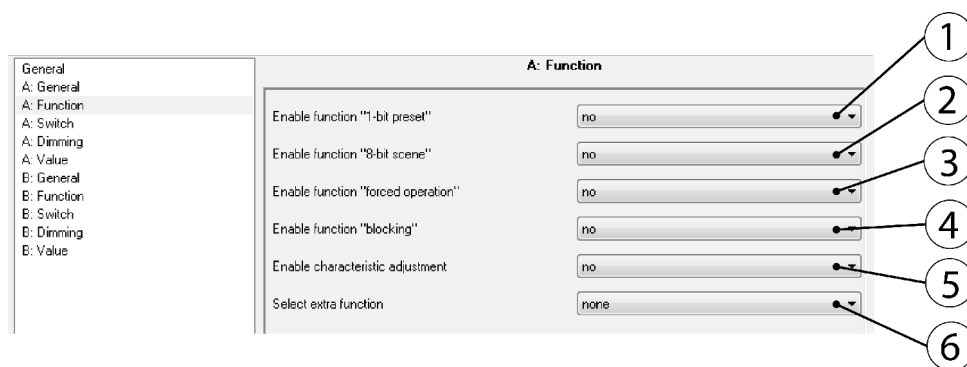 General
A: General
A: Function
A: Switch
A: Dimming
A: Value
B: General
B: Function
B: Switch
B: Dimming
B: Value
A: Function
Enable function "1-bit preset" no 1
Enable function "8-bit scene" no 2
Enable function "forced operation" no 3
Enable function "blocking" no 4
Enable characteristic adjustment no 5
Select extra function none 6